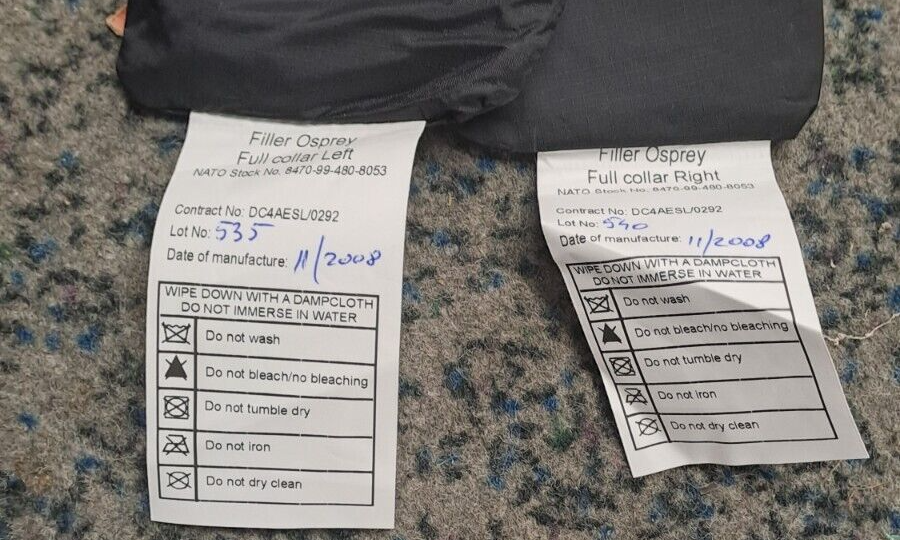 Filler Osprey
Full collar Left
NATO Stock No. 8470-99-480-8053
Contract No: DC4AESL/0292
Lot No: 535
Date of manufacture: 11/2008
WIPE DOWN WITH A DAMPCLOTH
DO NOT IMMERSE IN WATER
Do not wash
Do not bleach/no bleaching
Do not tumble dry
Do not iron
Do not dry clean
Filler Osprey
Full collar Right
NATO Stock No. 8470-99-480-8053
Contract No: DC4AESL/0292
Lot No: 540
Date of manufacture: 11/2008
WIPE DOWN WITH A DAMPCLOTH
DO NOT IMMERSE IN WATER
Do not wash
Do not bleach/no bleaching
Do not tumble dry
Do not iron
Do not dry clean